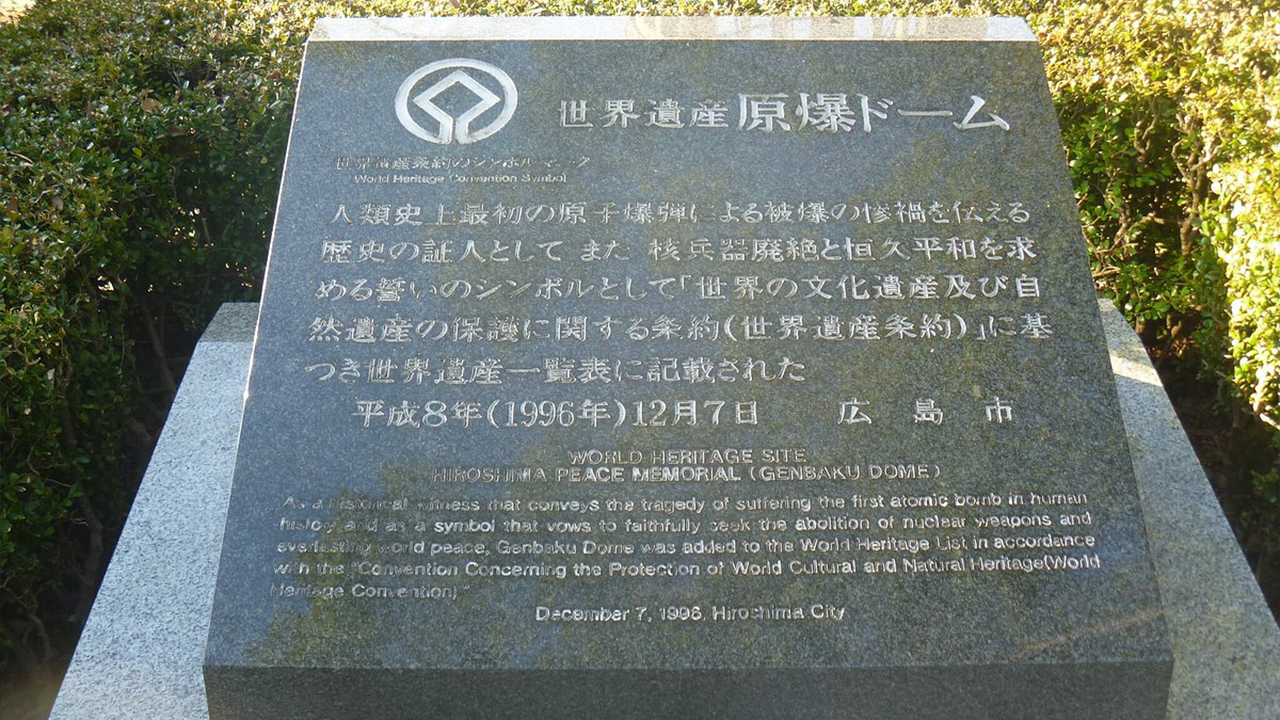 世界遺産 原爆ドーム
世界遺産条約のシンボルマーク
World Heritage Convention Symbol
人類史上最初の原子爆弾による被爆の惨禍を伝える
歴史の証人として また 核兵器廃絶と恒久平和を求
める誓いのシンボルとして「世界の文化遺産及び自
然遺産の保護に関する条約(世界遺産条約)」に基
づき世界遺産一覧表に記載された
平成8年(1996年)12月7日 広島市
WORLD HERITAGE SITE
HIROSHIMA PEACE MEMORIAL (GENBAKU DOME)
As a historical witness that conveys the tragedy of suffering the first atomic bomb in human
history and as a symbol that vows to faithfully seek the abolition of nuclear weapons and
everlasting world peace, Genbaku Dome was added to the World Heritage List in accordance
with the "Convention Concerning the Protection of World Cultural and Natural Heritage(World
Heritage Convention)."
December 7, 1996, Hiroshima City